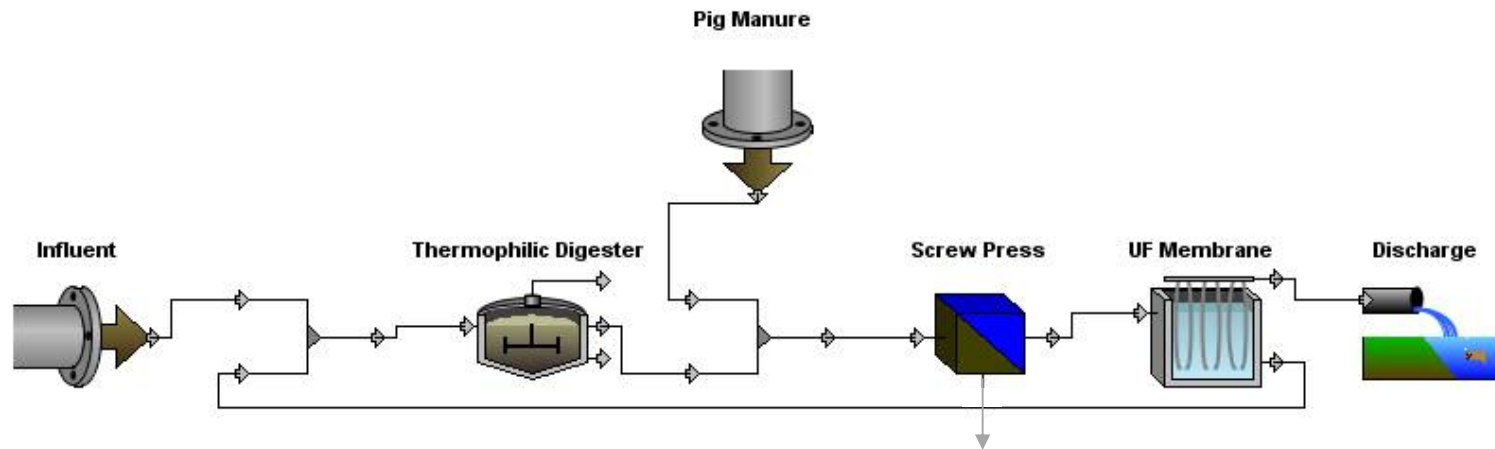 Pig Manure
Influent
Thermophilic Digester
Screw Press
UF Membrane
Discharge